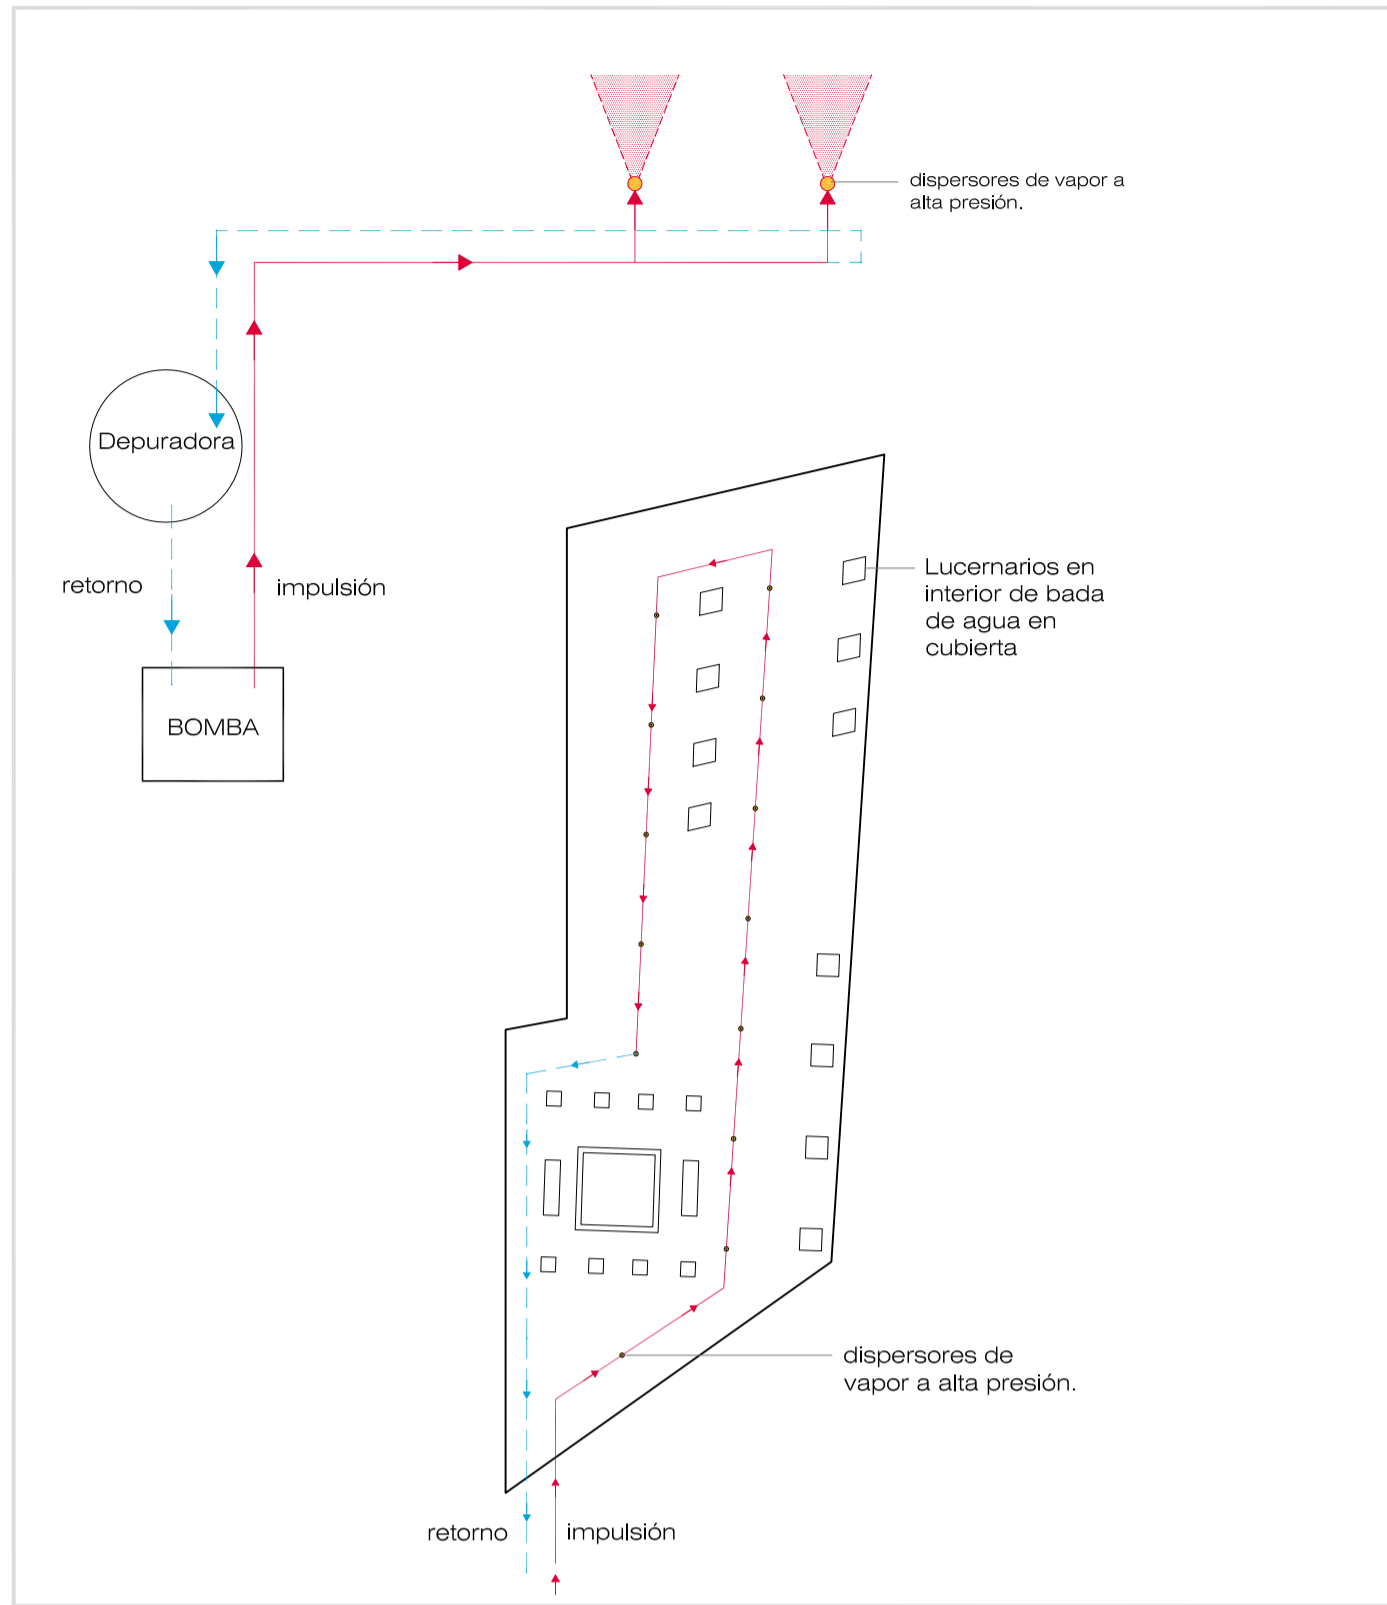 dispersores de vapor a
alta presión.
Depuradora
retorno
impulsión
BOMBA
Lucernarios en
interior de bada
de agua en
cubierta
dispersores de
vapor a alta presión.
retorno
impulsión